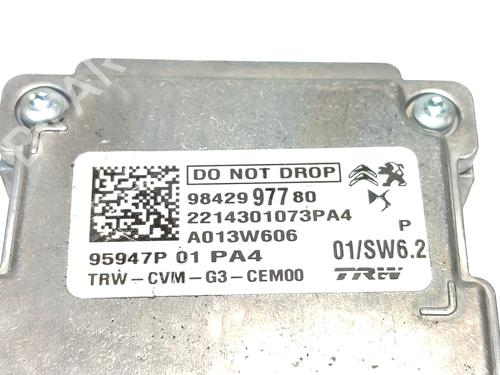 DO NOT DROP
98429 977 80
2214301073PA4
A013W606
P
95947P 01 PA4
01/SW6.2
TRW-CVM-G3-CEM00
TRW